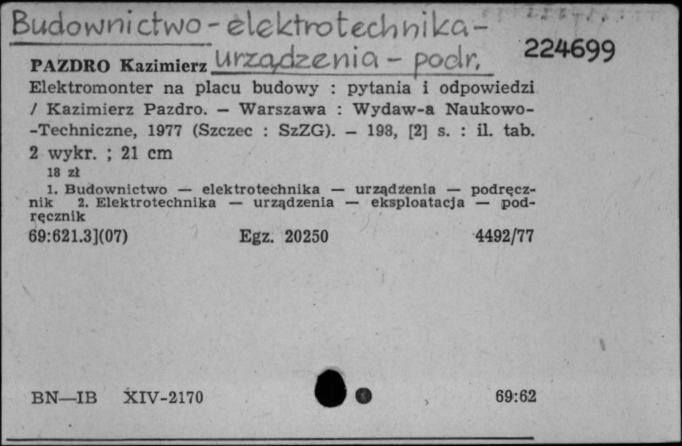 Budownictwo - elektrotechnika -
urządzenia - podr.
224699
PAZDRO Kazimierz
Elektromonter na placu budowy : pytania i odpowiedzi
/ Kazimierz Pazdro. — Warszawa : Wydaw-a Naukowo-
-Techniczne, 1977 (Szczec : SzZG). — 198, [2] s. : il. tab.
2 wykr. ; 21 cm
18 zł
1. Budownictwo — elektrotechnika — urządzenia — podręcz-
nik 2. Elektrotechnika — urządzenia — eksploatacja — pod-
ręcznik
69:621.3](07) Egz. 20250 4492/77
BN—IB XIV-2170 69:62